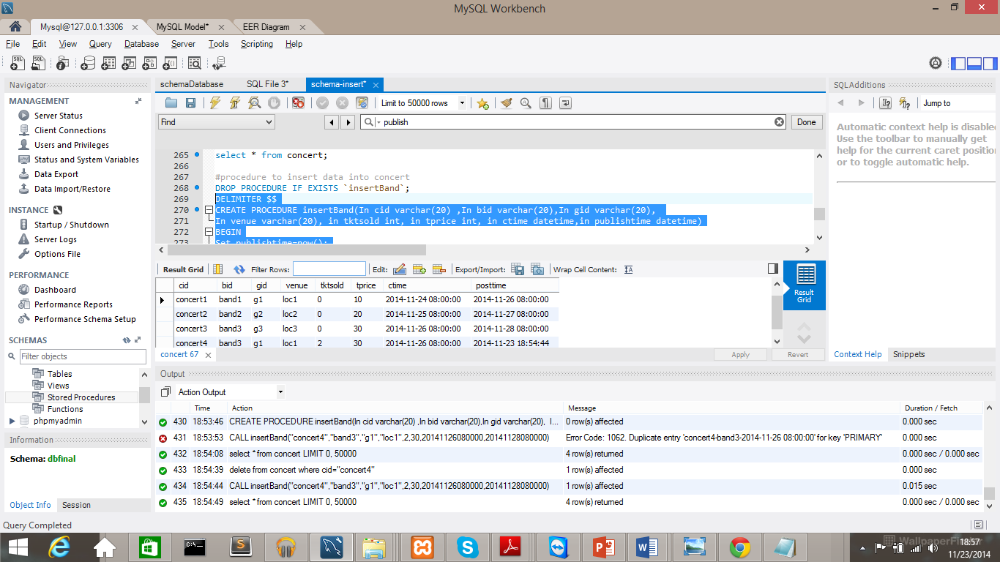 MySQL Workbench
Mysql@127.0.0.1:3306
MySQL Model*
EER Diagram
File Edit View Query Database Server Tools Scripting Help
Navigator
MANAGEMENT
Server Status
Client Connections
Users and Privileges
Status and System Variables
Data Export
Data Import/Restore
INSTANCE
Startup / Shutdown
Server Logs
Options File
PERFORMANCE
Dashboard
Performance Reports
Performance Schema Setup
SCHEMAS
Filter objects
Tables
Views
Stored Procedures
Functions
phpmyadmin
Information
Schema: dbfinal
Object Info Session
schemaDatabase SQL File 3* schema-insert*
Limit to 50000 rows
Find publish Done
265 select * from concert;
266
267 #procedure to insert data into concert
268 DROP PROCEDURE IF EXISTS `insertBand`;
269 DELIMITER $$
270 CREATE PROCEDURE insertBand(In cid varchar(20) ,In bid varchar(20),In gid varchar(20),
271 In venue varchar(20), in tktsold int, in tprice int, in ctime datetime,in publishtime datetime)
272 BEGIN
273 Set publishtime=now();
Result Grid Filter Rows: Edit: Export/Import: Wrap Cell Content:
cid bid gid venue tktsold tprice ctime posttime
concert1 band1 g1 loc1 0 10 2014-11-24 08:00:00 2014-11-26 08:00:00
concert2 band2 g2 loc2 0 20 2014-11-25 08:00:00 2014-11-27 08:00:00
concert3 band3 g3 loc3 0 30 2014-11-26 08:00:00 2014-11-28 08:00:00
concert4 band3 g1 loc1 2 30 2014-11-26 08:00:00 2014-11-23 18:54:44
Result Grid
concert 67 Apply Revert
SQLAdditions
Jump to
Automatic context help is disabled
Use the toolbar to manually get
help for the current caret position
or to toggle automatic help.
Context Help Snippets
Output
Action Output
Time Action Message Duration / Fetch
430 18:53:46 CREATE PROCEDURE insertBand(In cid varchar(20) ,In bid varchar(20),In gid varchar(20), I... 0 row(s) affected 0.000 sec
431 18:53:53 CALL insertBand("concert4","band3","g1","loc1",2,30,20141126080000,20141128080000) Error Code: 1062. Duplicate entry 'concert4-band3-2014-11-26 08:00:00' for key 'PRIMARY' 0.000 sec
432 18:54:08 select * from concert LIMIT 0, 50000 4 row(s) returned 0.000 sec / 0.000 sec
433 18:54:39 delete from concert where cid="concert4" 1 row(s) affected 0.000 sec
434 18:54:44 CALL insertBand("concert4","band3","g1","loc1",2,30,20141126080000,20141128080000) 1 row(s) affected 0.015 sec
435 18:54:49 select * from concert LIMIT 0, 50000 4 row(s) returned 0.000 sec / 0.000 sec
Query Completed
18:57
11/23/2014